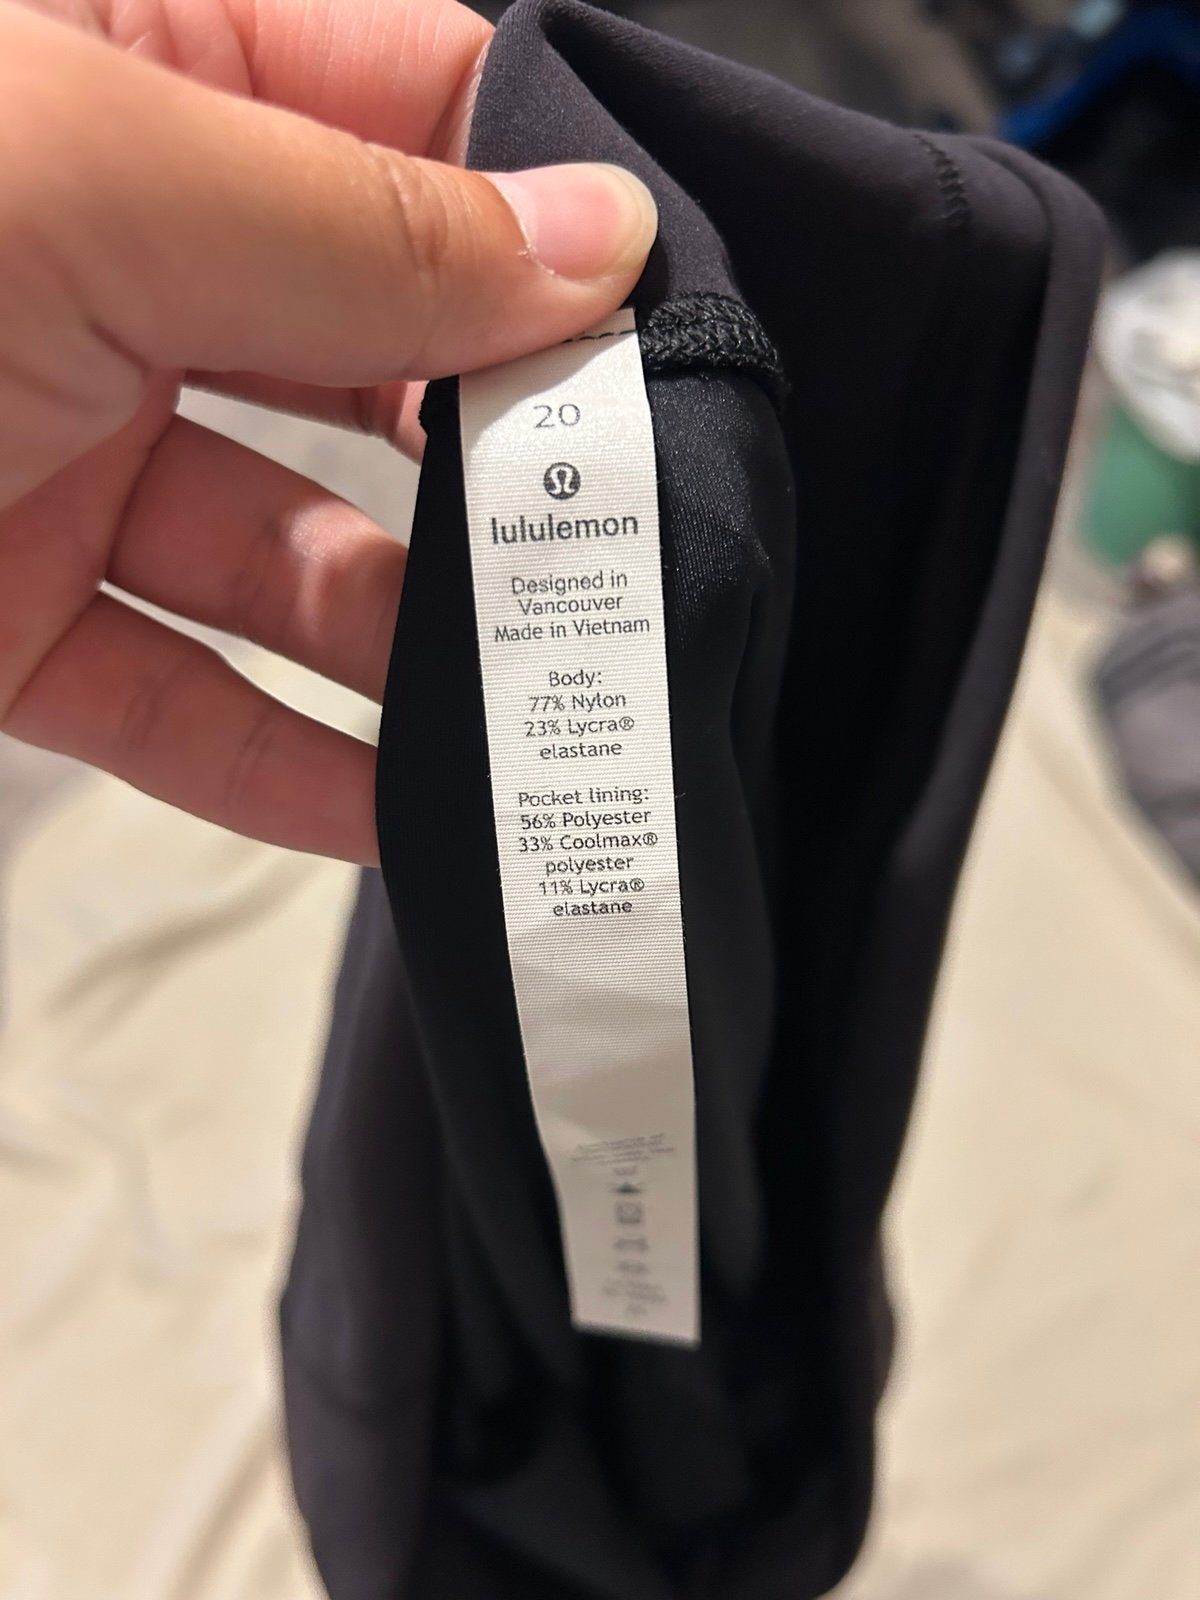 20
lululemon
Designed in
Vancouver
Made in Vietnam
Body:
77% Nylon
23% Lycra®
elastane
Pocket lining:
56% Polyester
33% Coolmax®
polyester
11% Lycra®
elastane